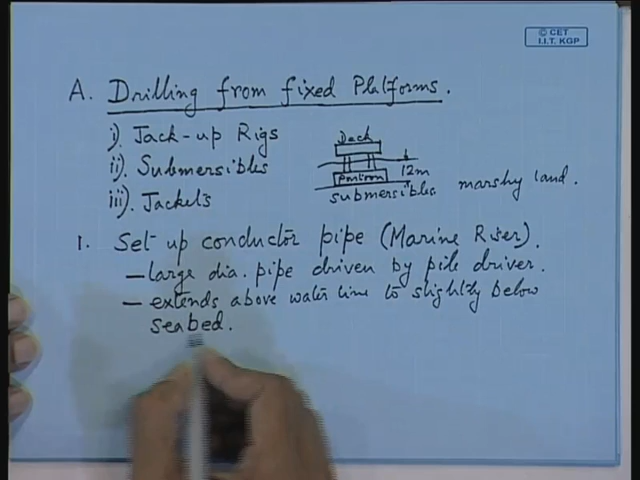 © CET
I.I.T. KGP
A. Drilling from fixed Platforms.
i) Jack-up Rigs
ii). Submersibles
iii). Jackets
Deck
12m
Pontoon
submersibles
marshy land.
1. Set up conductor pipe (Marine Riser).
- large dia. pipe driven by pile driver.
- extends above water line to slightly below
seabed.